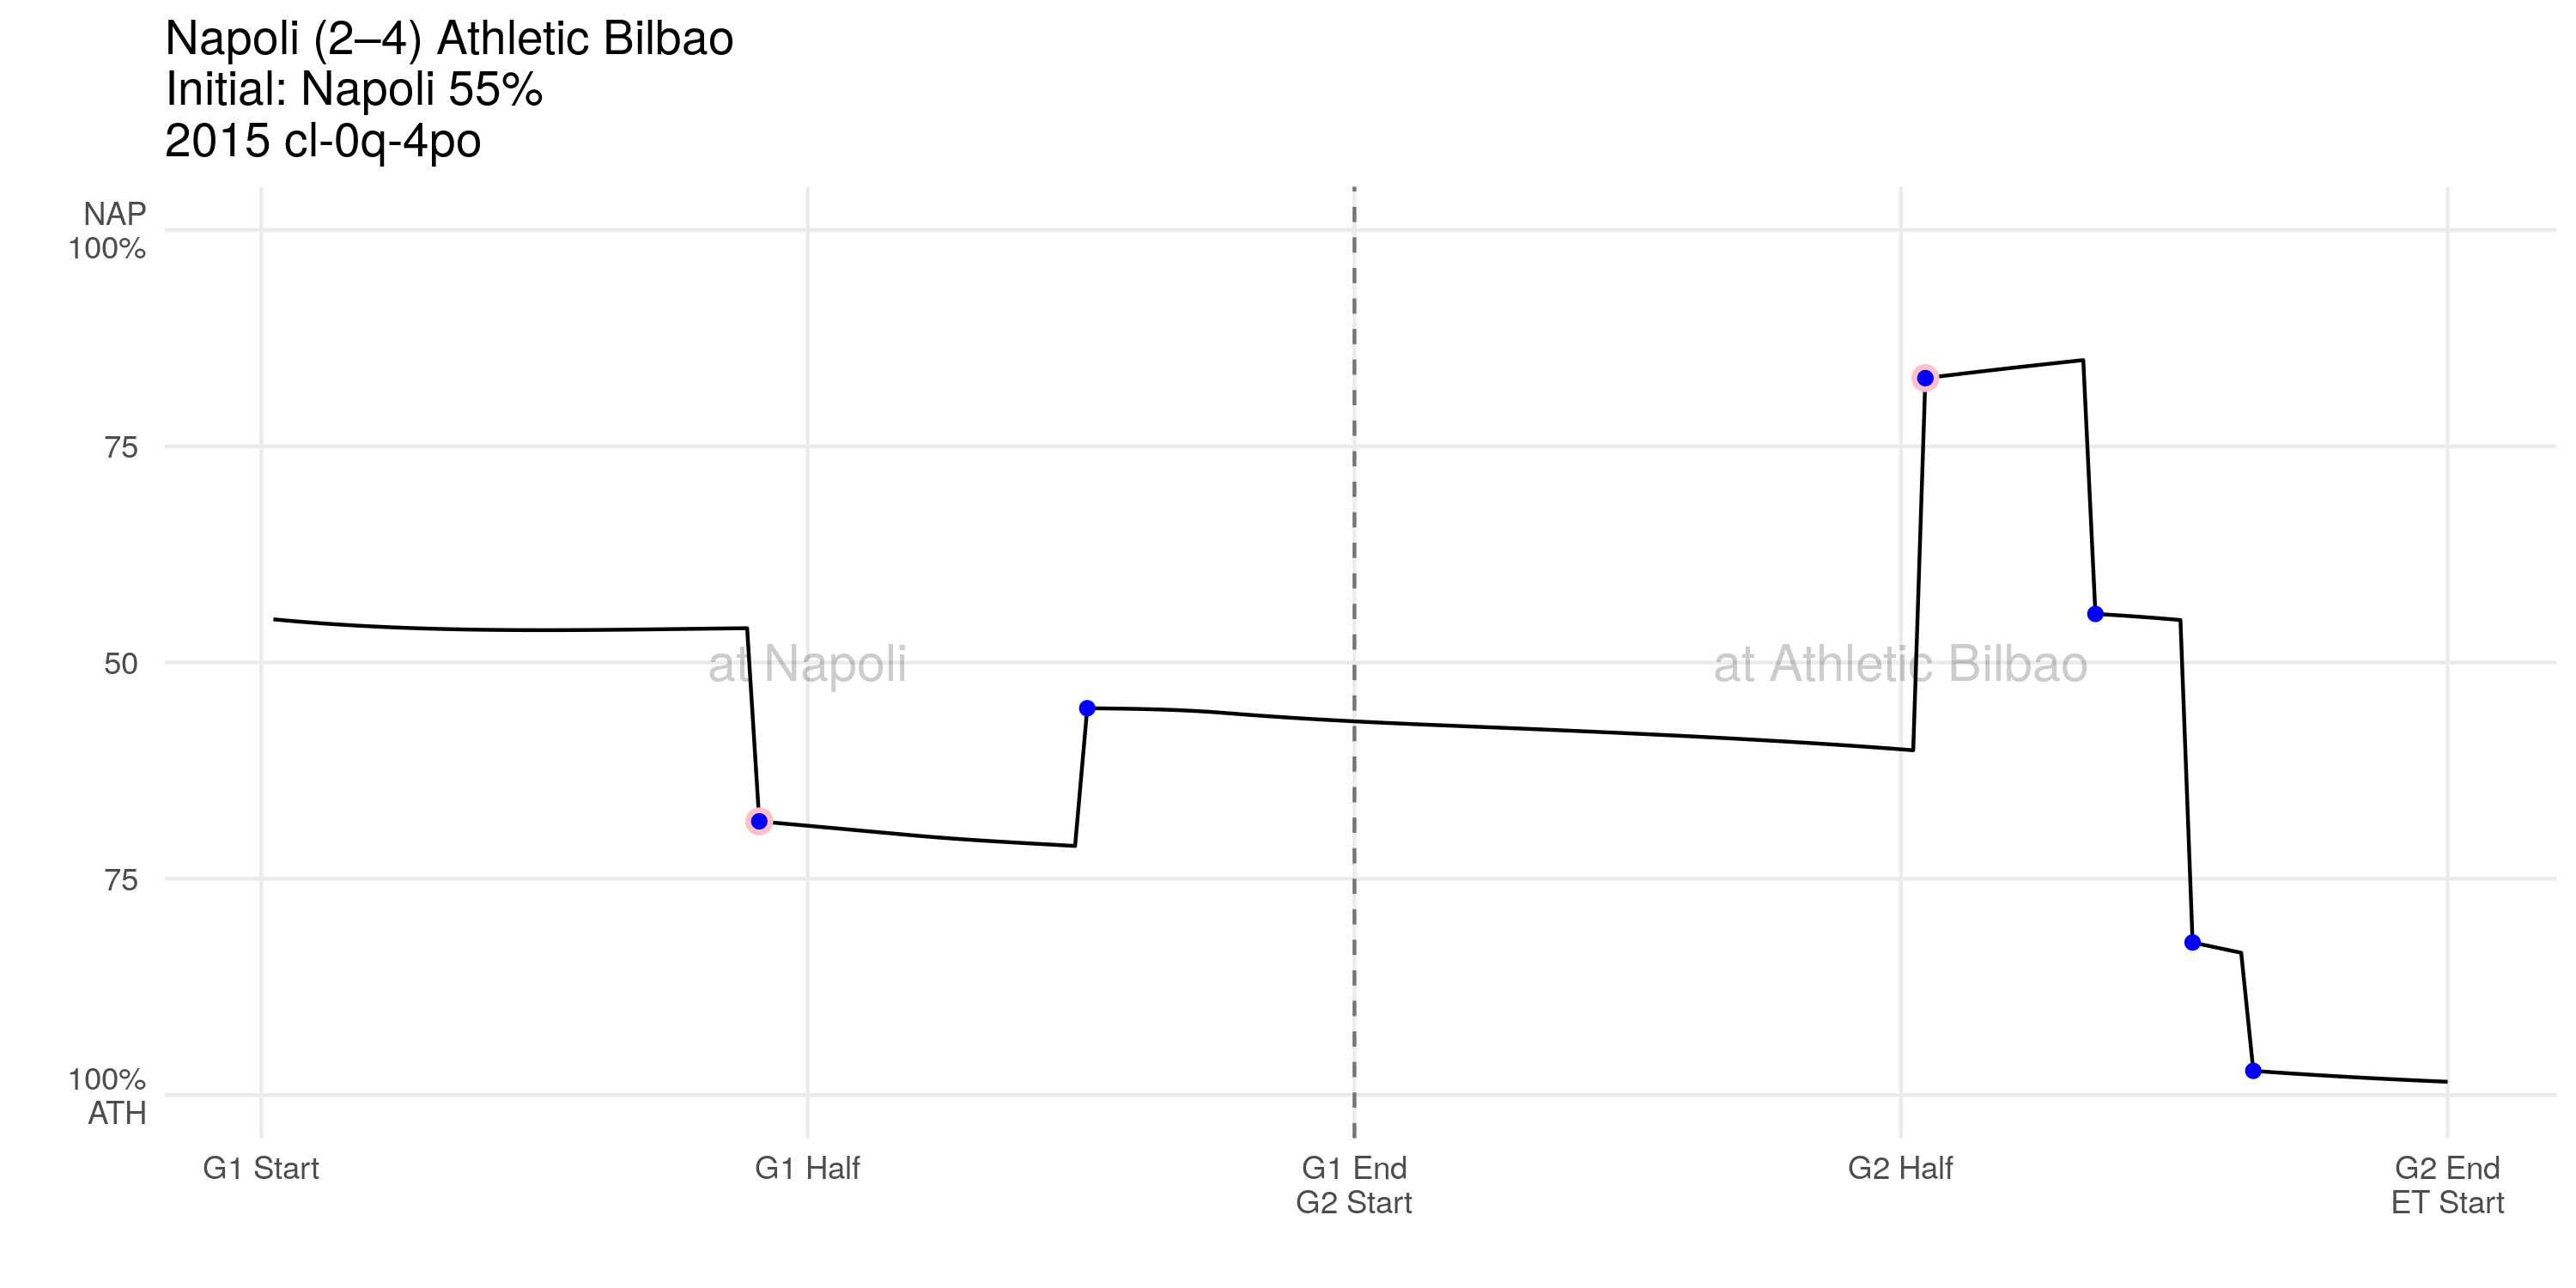 Napoli (2–4) Athletic Bilbao
Initial: Napoli 55%
2015 cl-0q-4po
NAP
100%
75
50
75
100%
ATH
at Napoli
at Athletic Bilbao
G1 Start
G1 Half
G1 End
G2 Start
G2 Half
G2 End
ET Start